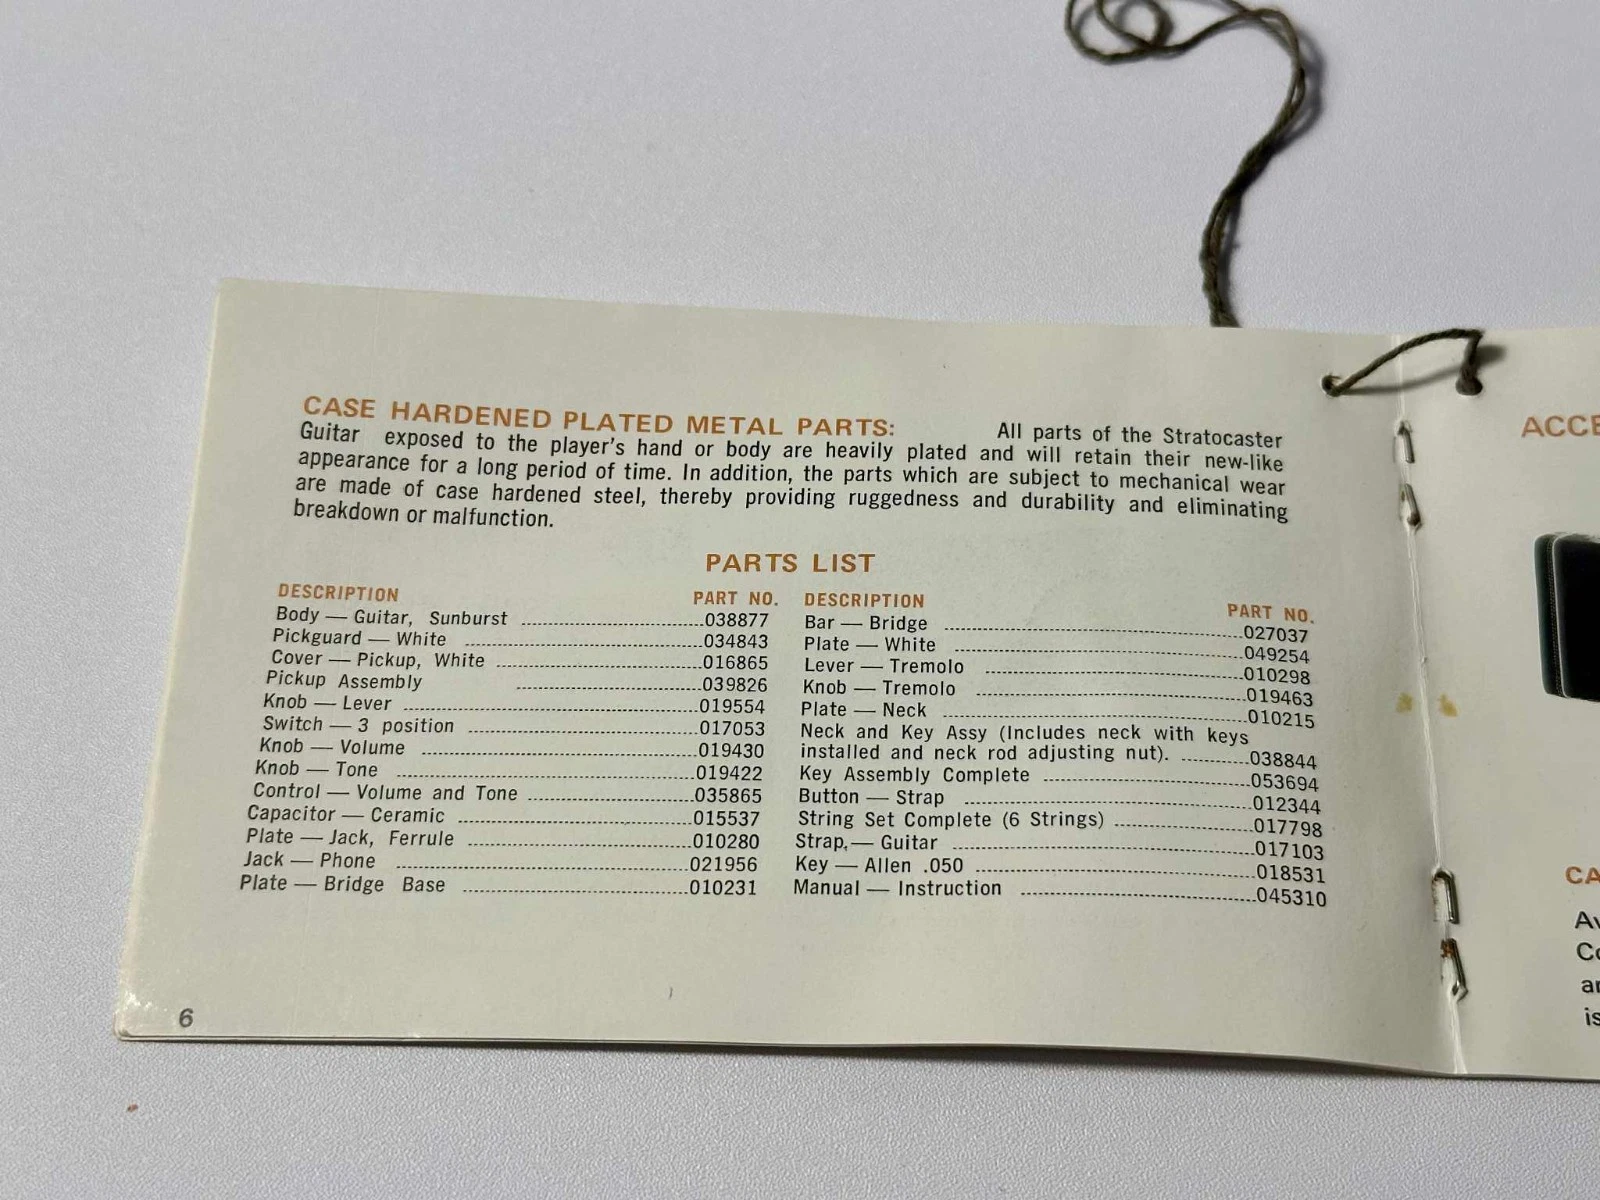 CASE HARDENED PLATED METAL PARTS: All parts of the Stratocaster
Guitar exposed to the player's hand or body are heavily plated and will retain their new-like
appearance for a long period of time. In addition, the parts which are subject to mechanical wear
are made of case hardened steel, thereby providing ruggedness and durability and eliminating
breakdown or malfunction.
PARTS LIST
DESCRIPTION PART NO.
Body — Guitar, Sunburst 038877
Pickguard — White 034843
Cover — Pickup, White 016865
Pickup Assembly 039826
Knob — Lever 019554
Switch — 3 position 017053
Knob — Volume 019430
Knob — Tone 019422
Control — Volume and Tone 035865
Capacitor — Ceramic 015537
Plate — Jack, Ferrule 010280
Jack — Phone 021956
Plate — Bridge Base 010231
DESCRIPTION PART NO.
Bar — Bridge 027037
Plate — White 049254
Lever — Tremolo 010298
Knob — Tremolo 019463
Plate — Neck 010215
Neck and Key Assy (Includes neck with keys
installed and neck rod adjusting nut). 038844
Key Assembly Complete 053694
Button — Strap 012344
String Set Complete (6 Strings) 017798
Strap,— Guitar 017103
Key — Allen .050 018531
Manual — Instruction 045310
6
ACCE
CA
Av
Co
ar
is